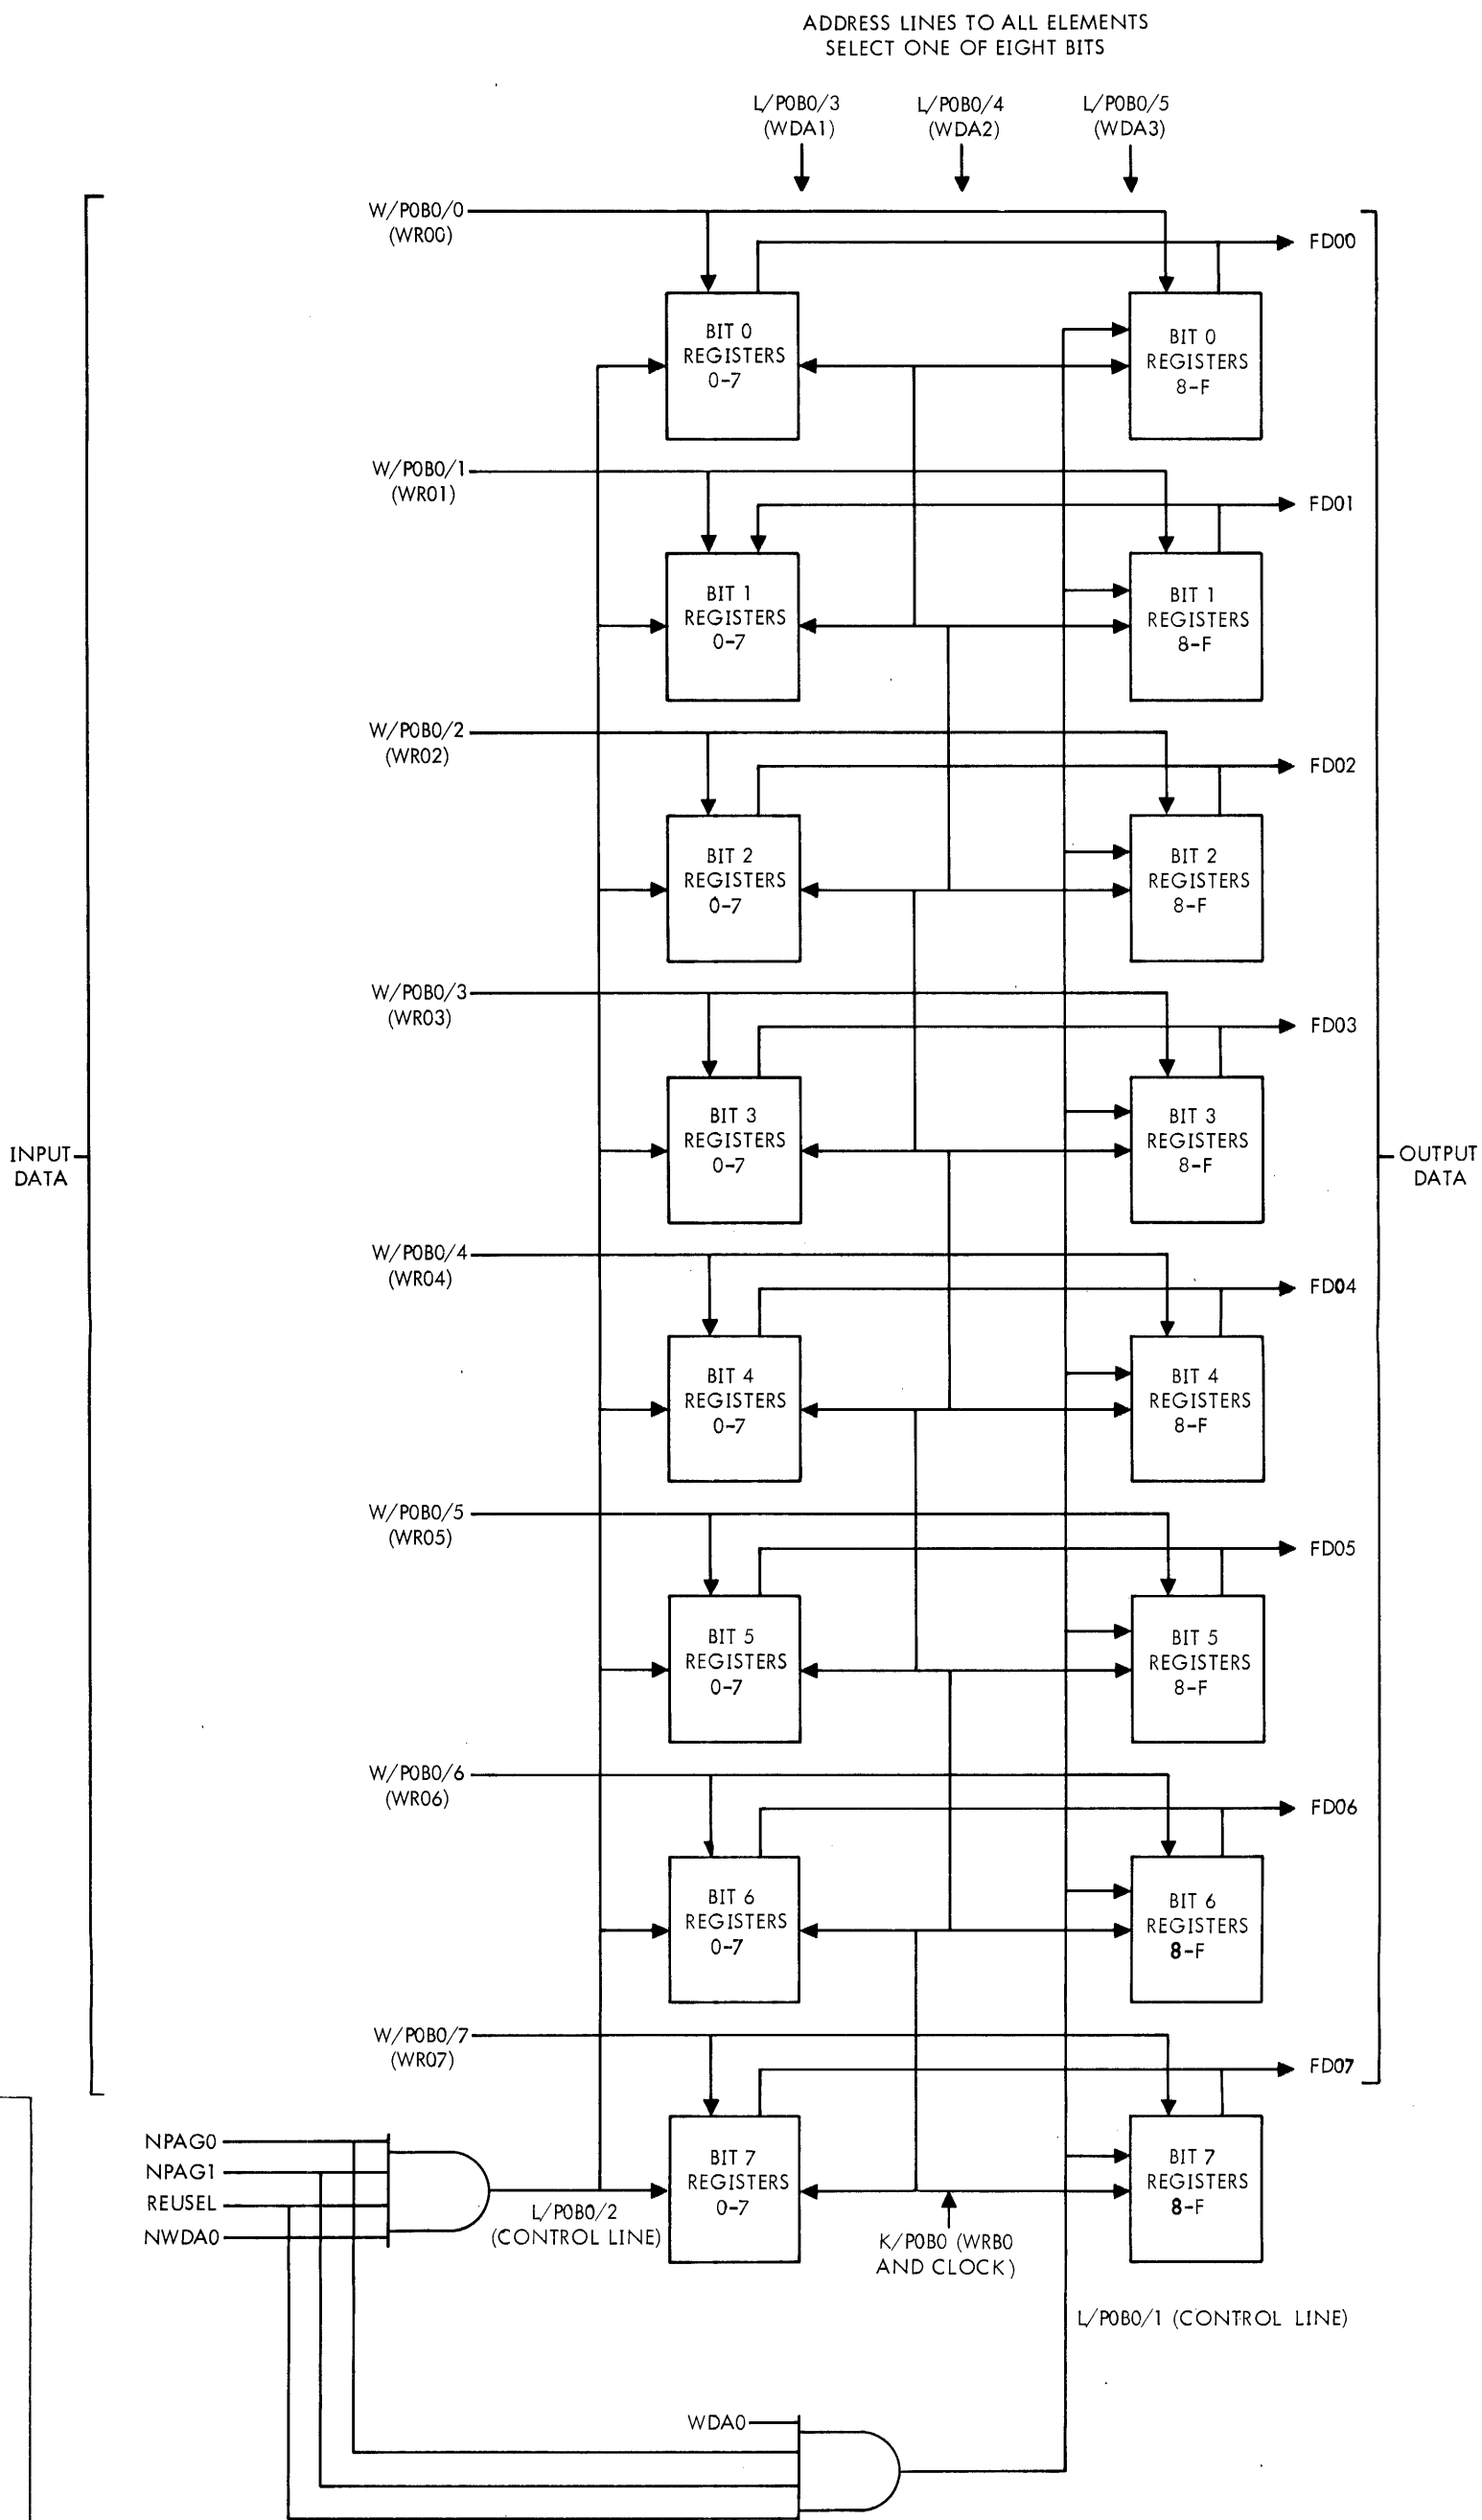 ADDRESS LINES TO ALL ELEMENTS
SELECT ONE OF EIGHT BITS
L/P0B0/3
(WDA1)
L/P0B0/4
(WDA2)
L/P0B0/5
(WDA3)
W/P0B0/0
(WR00)
FD00
BIT 0
REGISTERS
0-7
BIT 0
REGISTERS
8-F
W/P0B0/1
(WR01)
FD01
BIT 1
REGISTERS
0-7
BIT 1
REGISTERS
8-F
W/P0B0/2
(WR02)
FD02
BIT 2
REGISTERS
0-7
BIT 2
REGISTERS
8-F
W/P0B0/3
(WR03)
FD03
BIT 3
REGISTERS
0-7
BIT 3
REGISTERS
8-F
INPUT
DATA
OUTPUT
DATA
W/P0B0/4
(WR04)
FD04
BIT 4
REGISTERS
0-7
BIT 4
REGISTERS
8-F
W/P0B0/5
(WR05)
FD05
BIT 5
REGISTERS
0-7
BIT 5
REGISTERS
8-F
W/P0B0/6
(WR06)
FD06
BIT 6
REGISTERS
0-7
BIT 6
REGISTERS
8-F
W/P0B0/7
(WR07)
FD07
BIT 7
REGISTERS
0-7
BIT 7
REGISTERS
8-F
NPAG0
NPAG1
REUSEL
NWDA0
L/P0B0/2
(CONTROL LINE)
K/P0B0 (WRB0
AND CLOCK)
L/P0B0/1 (CONTROL LINE)
WDA0